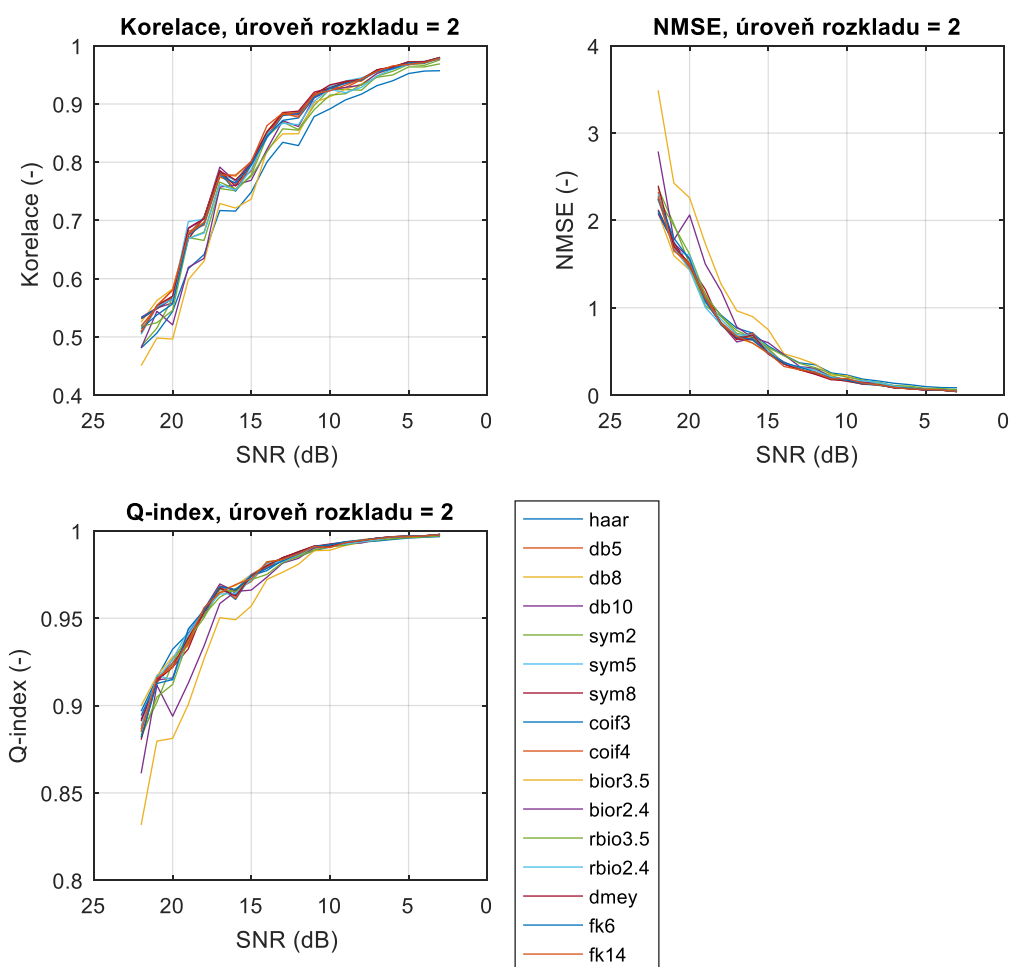 Korelace, úroveň rozkladu = 2
1
0.9
0.8
0.7
0.6
0.5
0.4
Korelace (-)
25 20 15 10 5 0
SNR (dB)
NMSE, úroveň rozkladu = 2
4
3
2
1
0
NMSE (-)
25 20 15 10 5 0
SNR (dB)
Q-index, úroveň rozkladu = 2
1
0.95
0.9
0.85
0.8
Q-index (-)
25 20 15 10 5 0
SNR (dB)
haar
db5
db8
db10
sym2
sym5
sym8
coif3
coif4
bior3.5
bior2.4
rbio3.5
rbio2.4
dmey
fk6
fk14